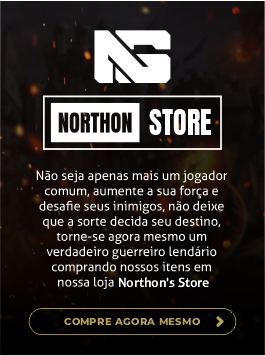 NS
NORTHON STORE
Não seja apenas mais um jogador
comum, aumente a sua força e
desafie seus inimigos, não deixe
que a sorte decida seu destino,
torne-se agora mesmo um
verdadeiro guerreiro lendário
comprando nossos itens em
nossa loja Northon's Store
COMPRE AGORA MESMO